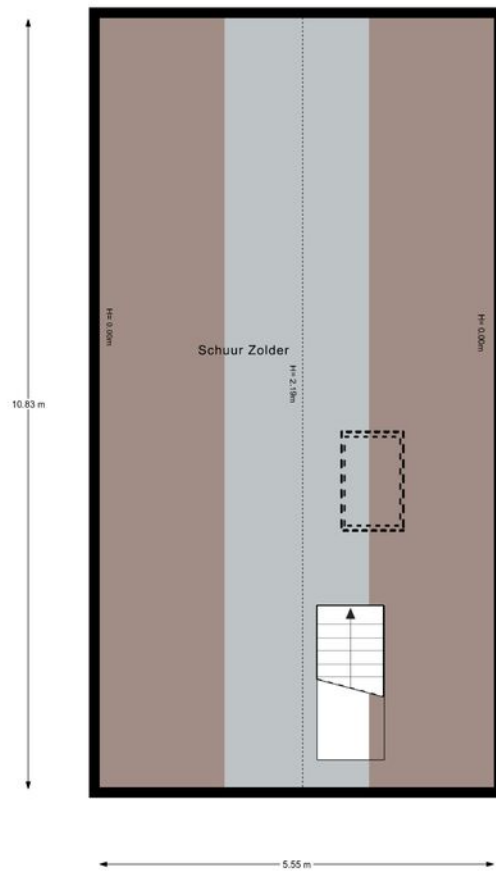 H= 0.00m
H= 0.00m
Schuur Zolder
H= 2.19m
10.83 m
5.55 m